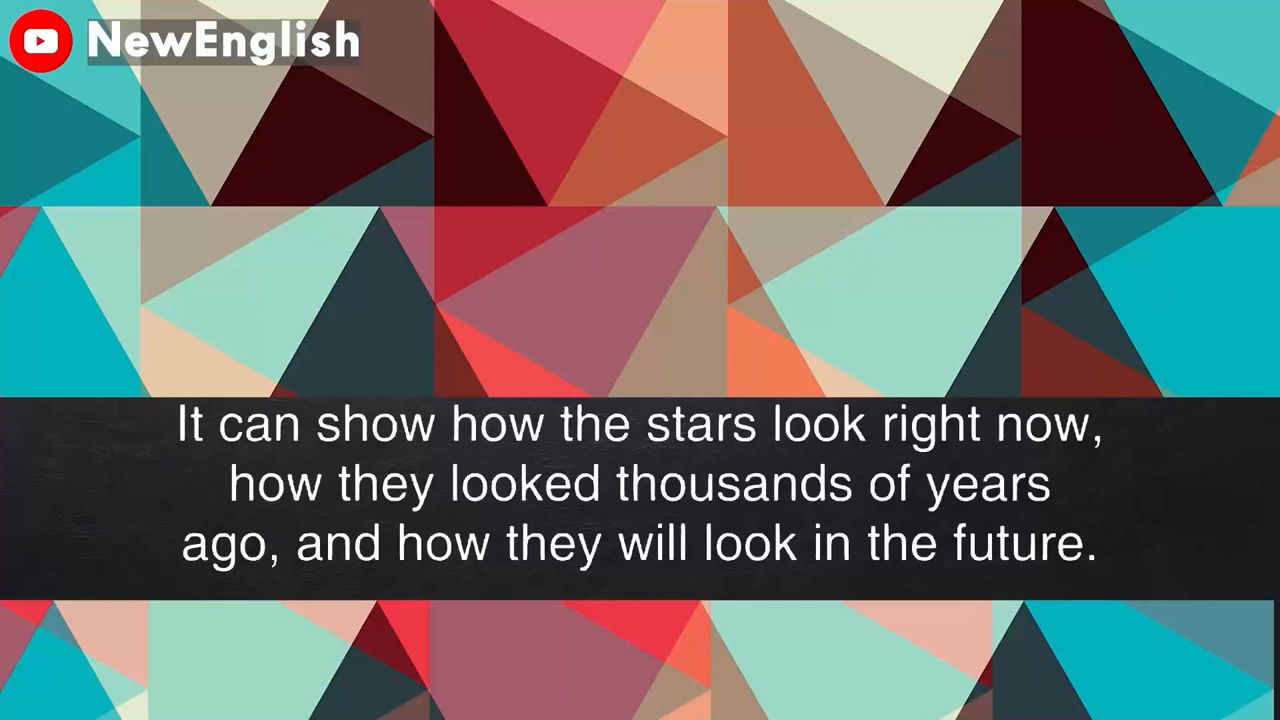 NewEnglish
It can show how the stars look right now,
how they looked thousands of years
ago, and how they will look in the future.